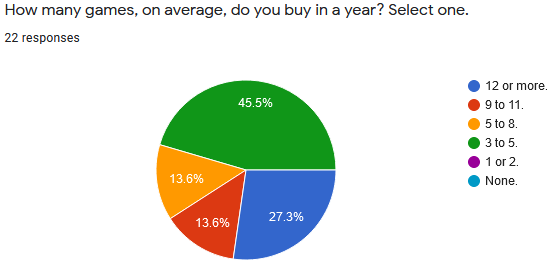 How many games, on average, do you buy in a year? Select one.
22 responses
45.5%
13.6%
13.6%
27.3%
12 or more.
9 to 11.
5 to 8.
3 to 5.
1 or 2.
None.